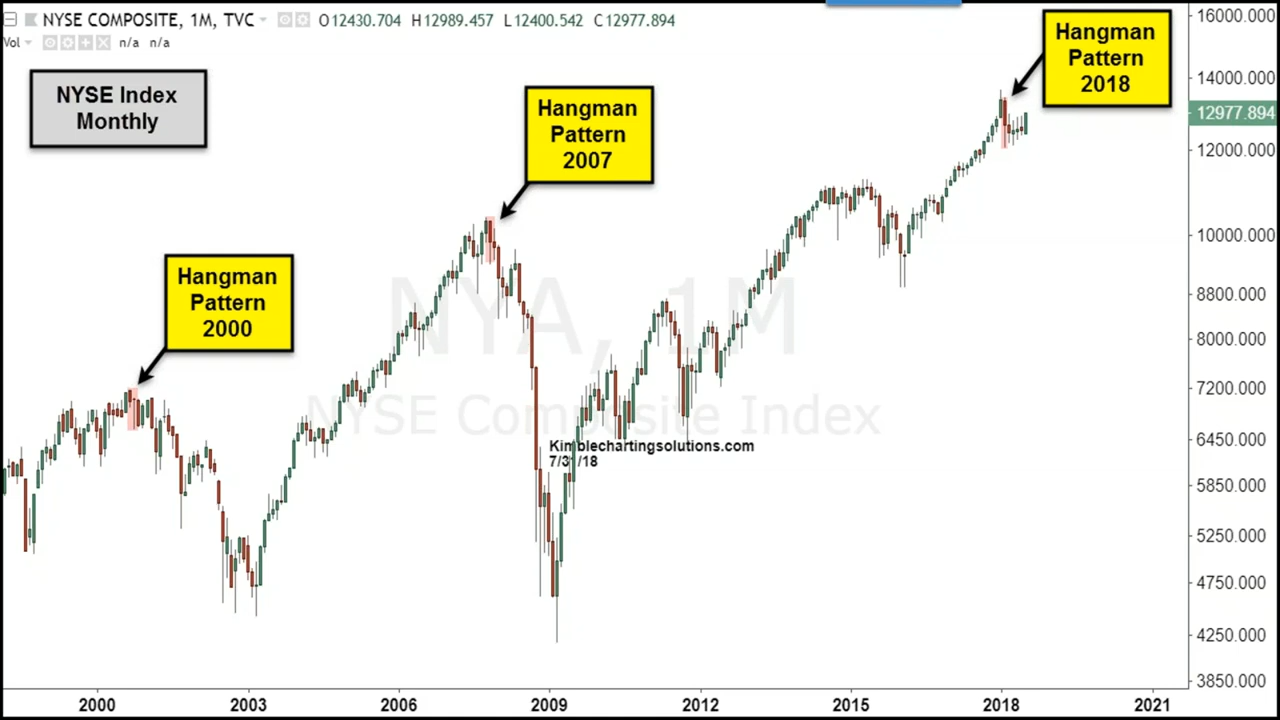 NYSE COMPOSITE, 1M, TVC O12430.704 H12989.457 L12400.542 C12977.894
Vol n/a n/a
NYSE Index
Monthly
Hangman
Pattern
2000
Hangman
Pattern
2007
Hangman
Pattern
2018
NYA, 1M
NYSE Composite Index
Kimblechartingsolutions.com
7/31/18
16000.000
14000.000
12977.894
12000.000
10000.000
8800.000
8000.000
7200.000
6450.000
5850.000
5250.000
4750.000
4250.000
3850.000
2000 2003 2006 2009 2012 2015 2018 2021